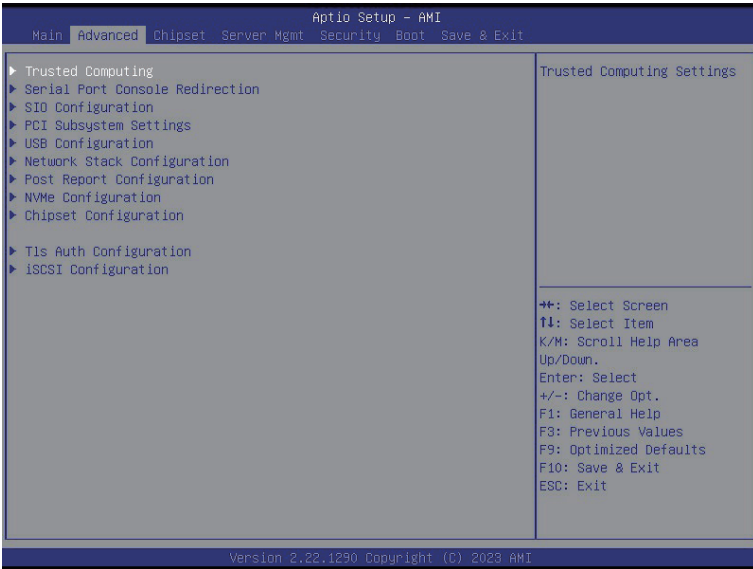 Aptio Setup – AMI
Main Advanced Chipset Server Mgmt Security Boot Save & Exit
▶ Trusted Computing
▶ Serial Port Console Redirection
▶ SIO Configuration
▶ PCI Subsystem Settings
▶ USB Configuration
▶ Network Stack Configuration
▶ Post Report Configuration
▶ NVMe Configuration
▶ Chipset Configuration
▶ Tls Auth Configuration
▶ iSCSI Configuration
Trusted Computing Settings
→←: Select Screen
↑↓: Select Item
K/M: Scroll Help Area
Up/Down.
Enter: Select
+/-: Change Opt.
F1: General Help
F3: Previous Values
F9: Optimized Defaults
F10: Save & Exit
ESC: Exit
Version 2.22.1290 Copyright (C) 2023 AMI